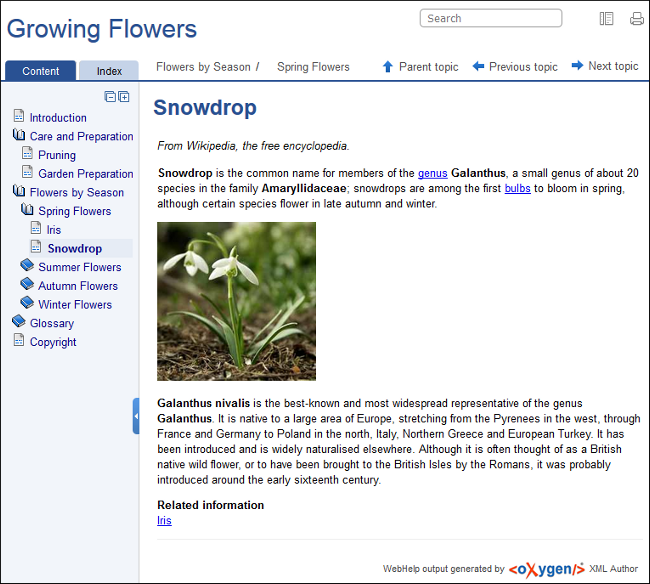 Growing Flowers
Search
Content
Index
Flowers by Season /
Spring Flowers
Parent topic
Previous topic
Next topic
Introduction
Care and Preparation
Pruning
Garden Preparation
Flowers by Season
Spring Flowers
Iris
Snowdrop
Summer Flowers
Autumn Flowers
Winter Flowers
Glossary
Copyright
Snowdrop
From Wikipedia, the free encyclopedia.
Snowdrop is the common name for members of the genus Galanthus, a small genus of about 20
species in the family Amaryllidaceae; snowdrops are among the first bulbs to bloom in spring,
although certain species flower in late autumn and winter.
Galanthus nivalis is the best-known and most widespread representative of the genus
Galanthus. It is native to a large area of Europe, stretching from the Pyrenees in the west, through
France and Germany to Poland in the north, Italy, Northern Greece and European Turkey. It has
been introduced and is widely naturalised elsewhere. Although it is often thought of as a British
native wild flower, or to have been brought to the British Isles by the Romans, it was probably
introduced around the early sixteenth century.
Related information
Iris
WebHelp output generated by <oXygen/> XML Author